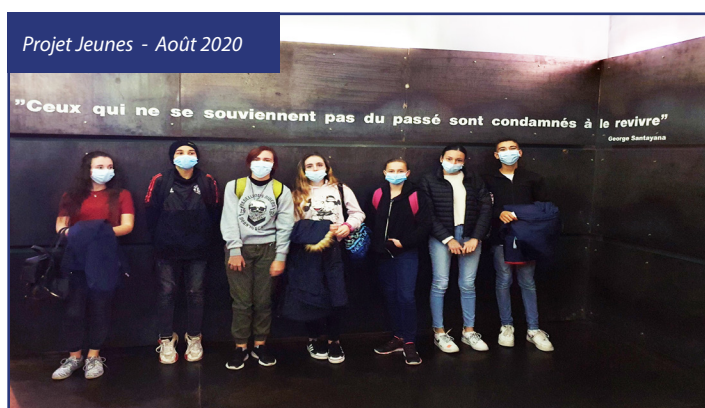 Projet Jeunes - Août 2020
”Ceux qui ne se souviennent pas du passé sont condamnés à le revivre”
George Santayana